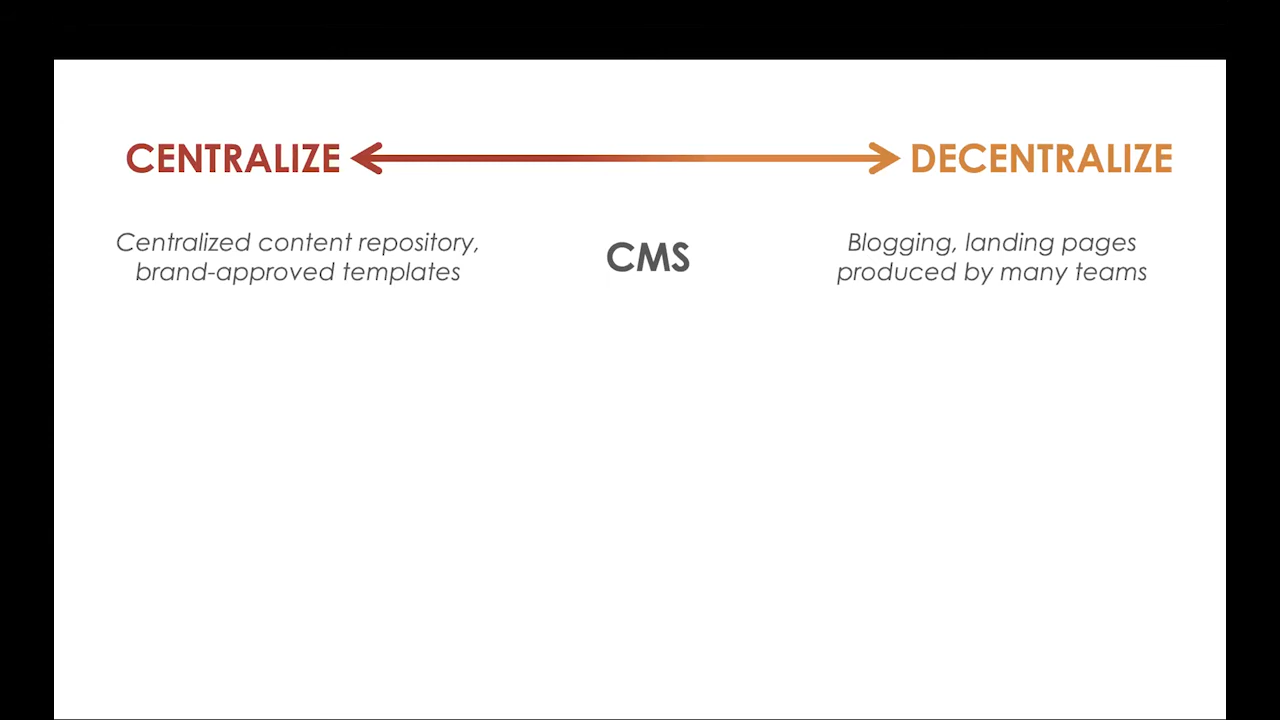 CENTRALIZE DECENTRALIZE
Centralized content repository,
brand-approved templates
CMS
Blogging, landing pages
produced by many teams